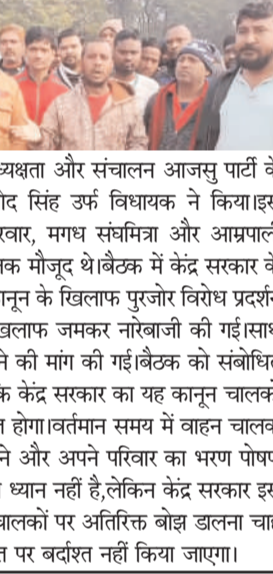 ध्यक्षता और संचालन आजसु पार्टी के
ोद सिंह उर्फ विधायक ने किया।इस
रवार, मगध संघमित्रा और आम्रपाली
क मौजूद थे।बैठक में केंद्र सरकार के
ानून के खिलाफ पुरजोर विरोध प्रदर्शन
खलाफ जमकर नारेबाजी की गई।साथ
ने की मांग की गई।बैठक को संबोधित
के केंद्र सरकार का यह कानून चालकों
होगा।वर्तमान समय में वाहन चालक
ने और अपने परिवार का भरण पोषण
ध्यान नहीं है,लेकिन केंद्र सरकार इस
चालकों पर अतिरिक्त बोझ डालना चाह
त पर बर्दाश्त नहीं किया जाएगा।